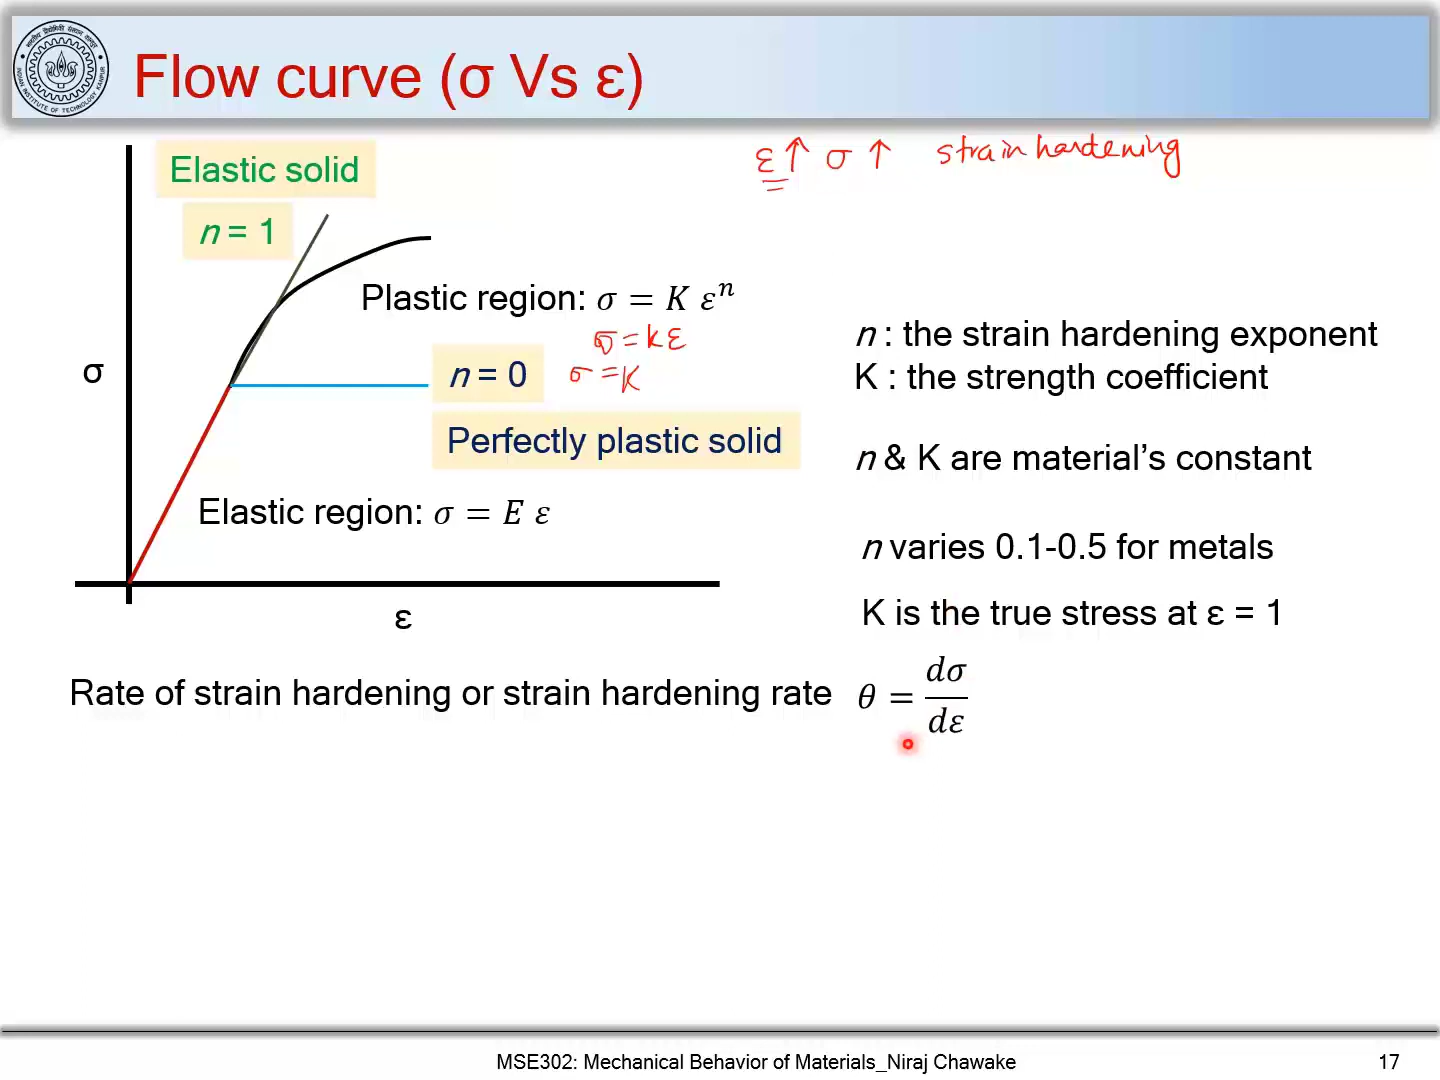 Flow curve (σ Vs ε)
ε ↑ σ ↑ strain hardening
Elastic solid
n = 1
Plastic region: σ = K εⁿ
σ = k ε
n = 0
σ = K
Perfectly plastic solid
σ
Elastic region: σ = E ε
ε
n : the strain hardening exponent
K : the strength coefficient
n & K are material’s constant
n varies 0.1-0.5 for metals
K is the true stress at ε = 1
Rate of strain hardening or strain hardening rate θ = dσ/dε
MSE302: Mechanical Behavior of Materials_Niraj Chawake
17